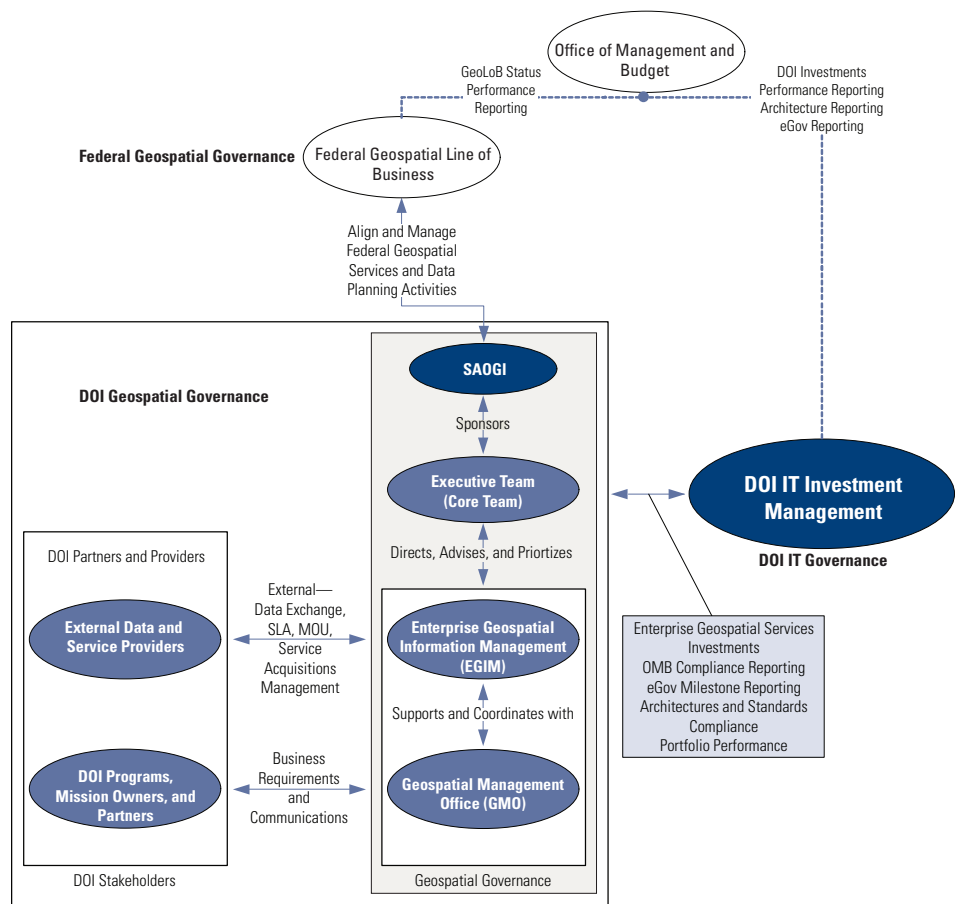 Office of Management and
Budget
GeoLoB Status
Performance
Reporting
DOI Investments
Performance Reporting
Architecture Reporting
eGov Reporting
Federal Geospatial Governance
Federal Geospatial Line of
Business
Align and Manage
Federal Geospatial
Services and Data
Planning Activities
DOI Geospatial Governance
SAOGI
Sponsors
Executive Team
(Core Team)
Directs, Advises, and Priortizes
DOI IT Investment
Management
DOI IT Governance
DOI Partners and Providers
External Data and
Service Providers
External—
Data Exchange,
SLA, MOU,
Service
Acquisitions
Management
Enterprise Geospatial
Information Management
(EGIM)
Supports and Coordinates with
Enterprise Geospatial Services
Investments
OMB Compliance Reporting
eGov Milestone Reporting
Architectures and Standards
Compliance
Portfolio Performance
DOI Programs,
Mission Owners, and
Partners
Business
Requirements
and
Communications
Geospatial Management
Office (GMO)
DOI Stakeholders
Geospatial Governance